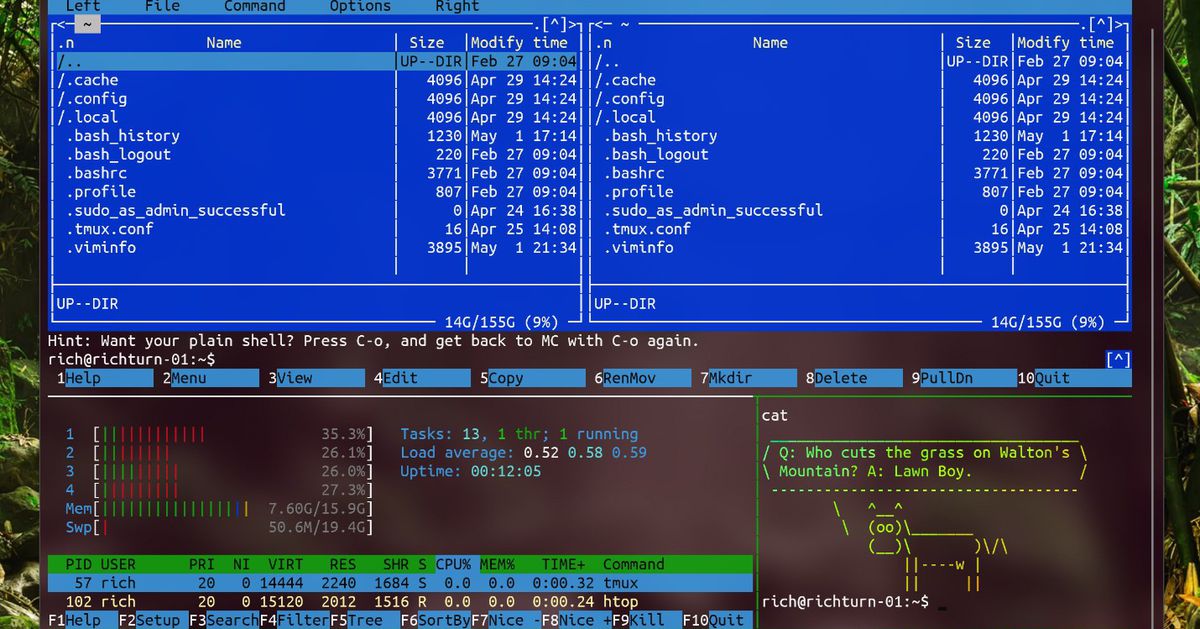 Left File Command Options Right
<─ ~ .[^]> <─ ~ .[^]>
.n Name Size Modify time .n Name Size Modify time
/.. UP--DIR Feb 27 09:04 /.. UP--DIR Feb 27 09:04
/.cache 4096 Apr 29 14:24 /.cache 4096 Apr 29 14:24
/.config 4096 Apr 29 14:24 /.config 4096 Apr 29 14:24
/.local 4096 Apr 29 14:24 /.local 4096 Apr 29 14:24
.bash_history 1230 May 1 17:14 .bash_history 1230 May 1 17:14
.bash_logout 220 Feb 27 09:04 .bash_logout 220 Feb 27 09:04
.bashrc 3771 Feb 27 09:04 .bashrc 3771 Feb 27 09:04
.profile 807 Feb 27 09:04 .profile 807 Feb 27 09:04
.sudo_as_admin_successful 0 Apr 24 16:38 .sudo_as_admin_successful 0 Apr 24 16:38
.tmux.conf 16 Apr 25 14:08 .tmux.conf 16 Apr 25 14:08
.viminfo 3895 May 1 21:34 .viminfo 3895 May 1 21:34
UP--DIR UP--DIR
14G/155G (9%) 14G/155G (9%)
Hint: Want your plain shell? Press C-o, and get back to MC with C-o again.
rich@richturn-01:~$ [^]
1Help 2Menu 3View 4Edit 5Copy 6RenMov 7Mkdir 8Delete 9PullDn 10Quit
1 [|||||||||||| 35.3%] Tasks: 13, 1 thr; 1 running
2 [|||||||| 26.1%] Load average: 0.52 0.58 0.59
3 [||||||||| 26.0%] Uptime: 00:12:05
4 [||||||||| 27.3%]
Mem[||||||||||||||||| 7.60G/15.9G]
Swp[| 50.6M/19.4G]
PID USER PRI NI VIRT RES SHR S CPU% MEM% TIME+ Command
57 rich 20 0 14444 2240 1684 S 0.0 0.0 0:00.32 tmux
102 rich 20 0 15120 2012 1516 R 0.0 0.0 0:00.24 htop
F1Help F2Setup F3SearchF4FilterF5Tree F6SortByF7Nice -F8Nice +F9Kill F10Quit
cat
/ Q: Who cuts the grass on Walton's \
\ Mountain? A: Lawn Boy. /
-----------------------------------
\ ^__^
\ (oo)\_______
(__)\ )\/\
||----w |
|| ||
rich@richturn-01:~$